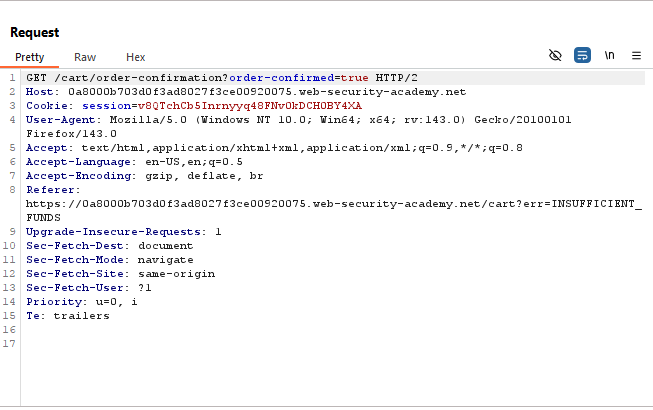 Request
Pretty Raw Hex \n
1 GET /cart/order-confirmation?order-confirmed=true HTTP/2
2 Host: 0a8000b703d0f3ad8027f3ce00920075.web-security-academy.net
3 Cookie: session=v8QTchCb5Inrnyyq48FNv0kDCHOBY4XA
4 User-Agent: Mozilla/5.0 (Windows NT 10.0; Win64; x64; rv:143.0) Gecko/20100101
Firefox/143.0
5 Accept: text/html,application/xhtml+xml,application/xml;q=0.9,*/*;q=0.8
6 Accept-Language: en-US,en;q=0.5
7 Accept-Encoding: gzip, deflate, br
8 Referer:
https://0a8000b703d0f3ad8027f3ce00920075.web-security-academy.net/cart?err=INSUFFICIENT_
FUNDS
9 Upgrade-Insecure-Requests: 1
10 Sec-Fetch-Dest: document
11 Sec-Fetch-Mode: navigate
12 Sec-Fetch-Site: same-origin
13 Sec-Fetch-User: ?1
14 Priority: u=0, i
15 Te: trailers
16
17